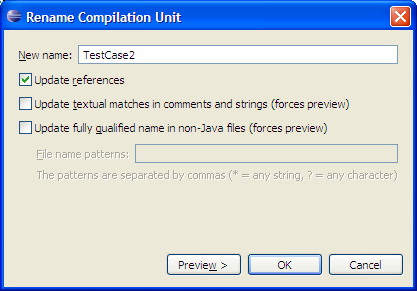 Rename Compilation Unit
New name: TestCase2
Update references
Update textual matches in comments and strings (forces preview)
Update fully qualified name in non-Java files (forces preview)
File name patterns:
The patterns are separated by commas (* = any string, ? = any character)
Preview > OK Cancel